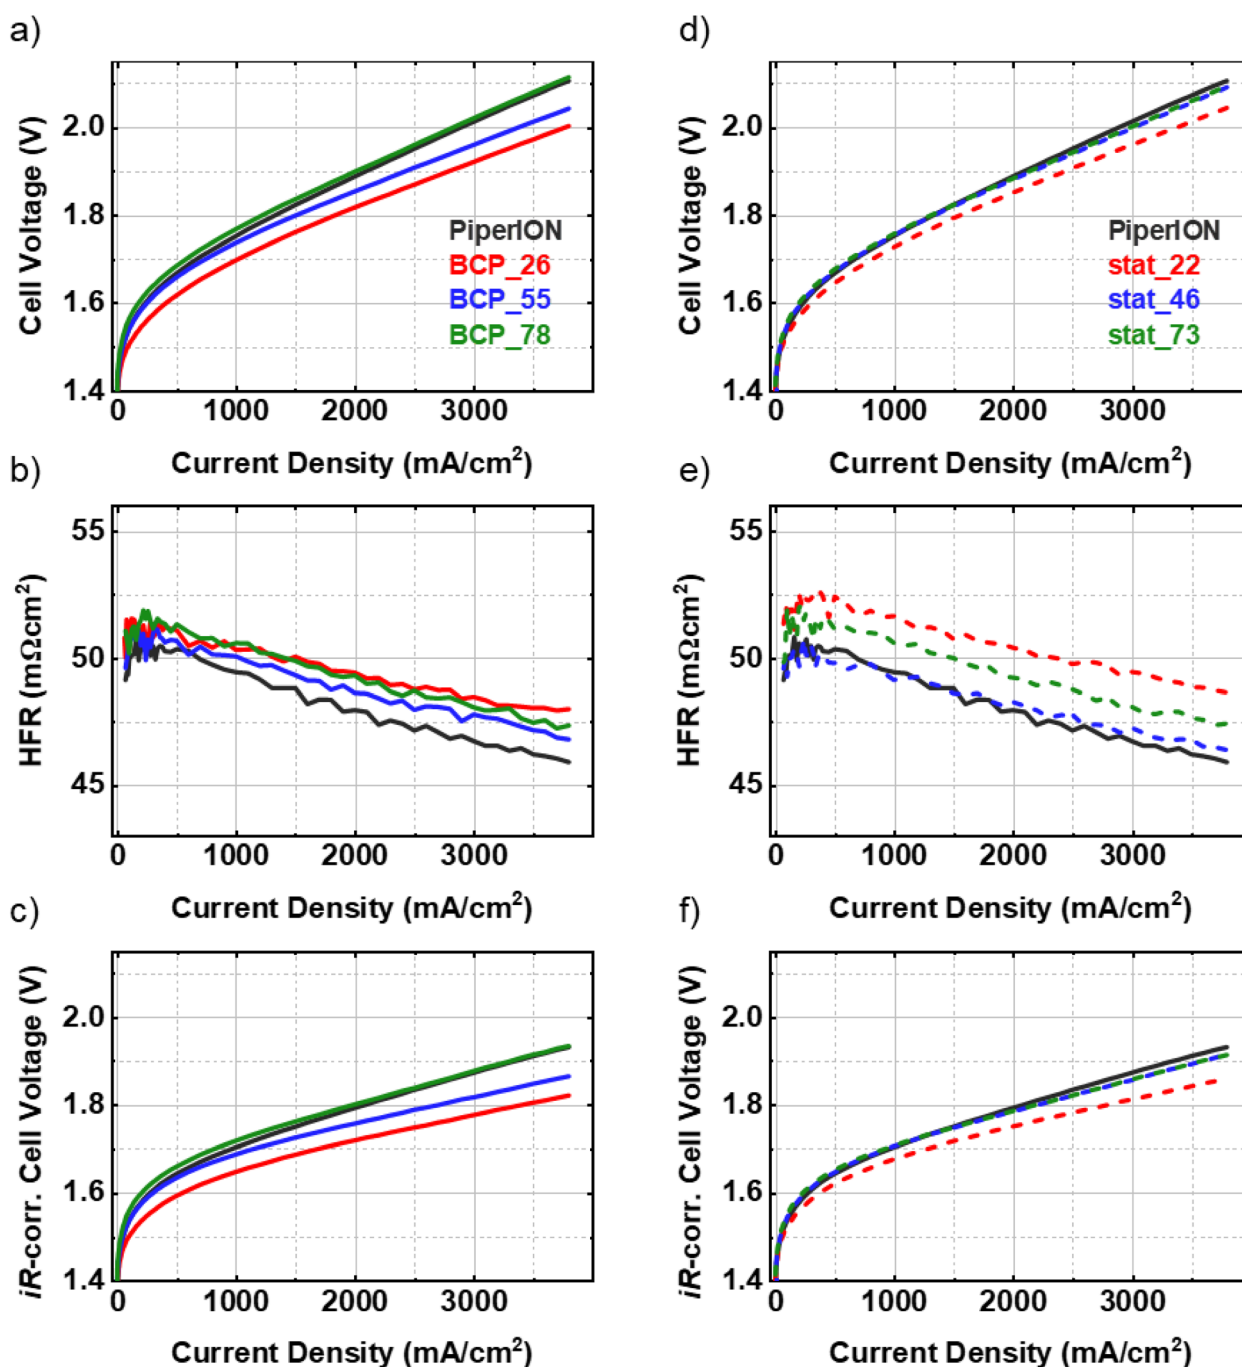 a)
Cell Voltage (V)
2.0
1.8
1.6
1.4
PiperION
BCP_26
BCP_55
BCP_78
0 1000 2000 3000
Current Density (mA/cm²)
b)
HFR (mΩcm²)
55
50
45
0 1000 2000 3000
Current Density (mA/cm²)
c)
iR-corr. Cell Voltage (V)
2.0
1.8
1.6
1.4
0 1000 2000 3000
Current Density (mA/cm²)
d)
Cell Voltage (V)
2.0
1.8
1.6
1.4
PiperION
stat_22
stat_46
stat_73
0 1000 2000 3000
Current Density (mA/cm²)
e)
HFR (mΩcm²)
55
50
45
0 1000 2000 3000
Current Density (mA/cm²)
f)
iR-corr. Cell Voltage (V)
2.0
1.8
1.6
1.4
0 1000 2000 3000
Current Density (mA/cm²)